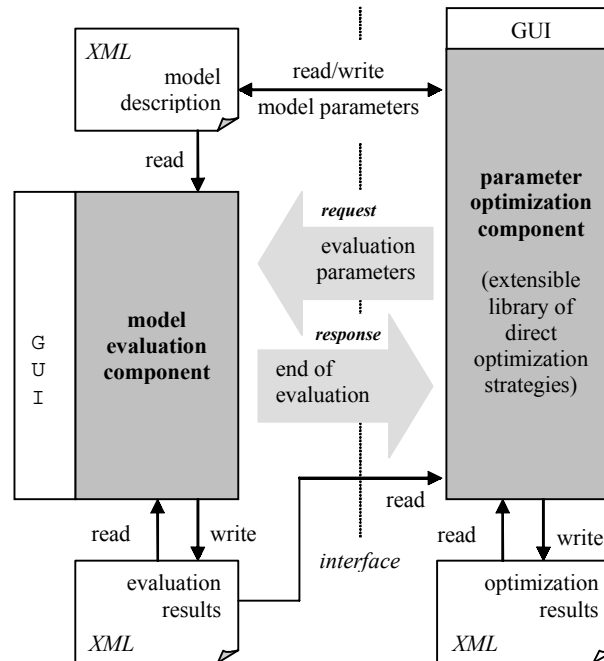 GUI
XML
model
description
read/write
model parameters
read
parameter
optimization
component
(extensible
library of
direct
optimization
strategies)
request
evaluation
parameters
G
U
I
model
evaluation
component
response
end of
evaluation
read
read
write
interface
read
write
evaluation
results
XML
optimization
results
XML